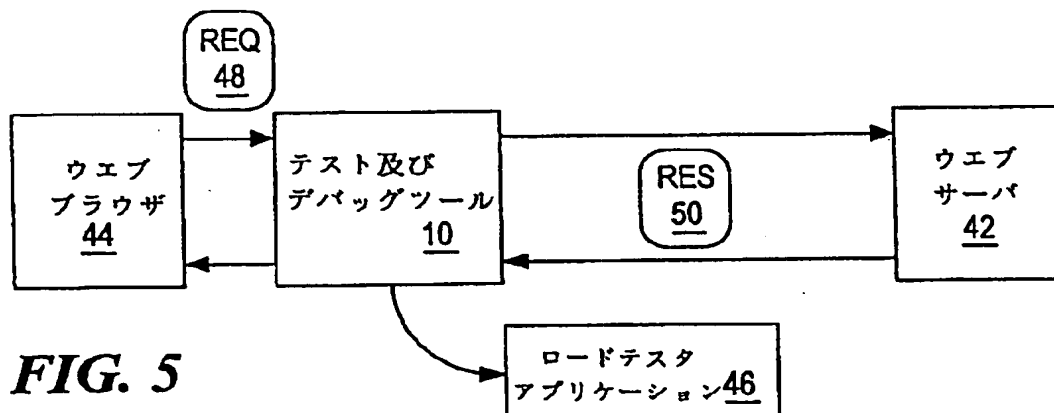 REQ
48
ウエブ
ブラウザ
44
テスト及び
デバッグツール
10
RES
50
ウエブ
サーバ
42
ロードテスタ
アプリケーション46
FIG. 5